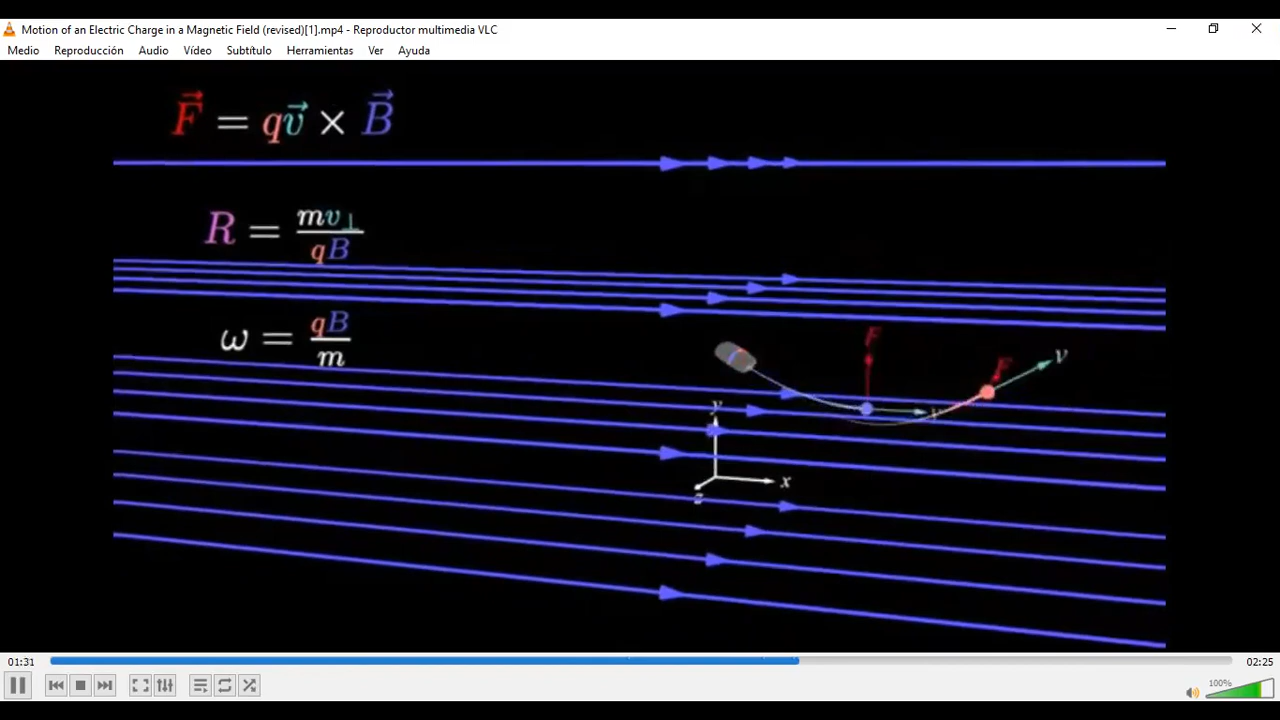 Motion of an Electric Charge in a Magnetic Field (revised)[1].mp4 - Reproductor multimedia VLC
Medio Reproducción Audio Vídeo Subtítulo Herramientas Ver Ayuda
F⃗ = qv⃗ × B⃗
R = mv⊥/qB
ω = qB/m
F
F v
v
y
x
z
01:31 02:25
100%